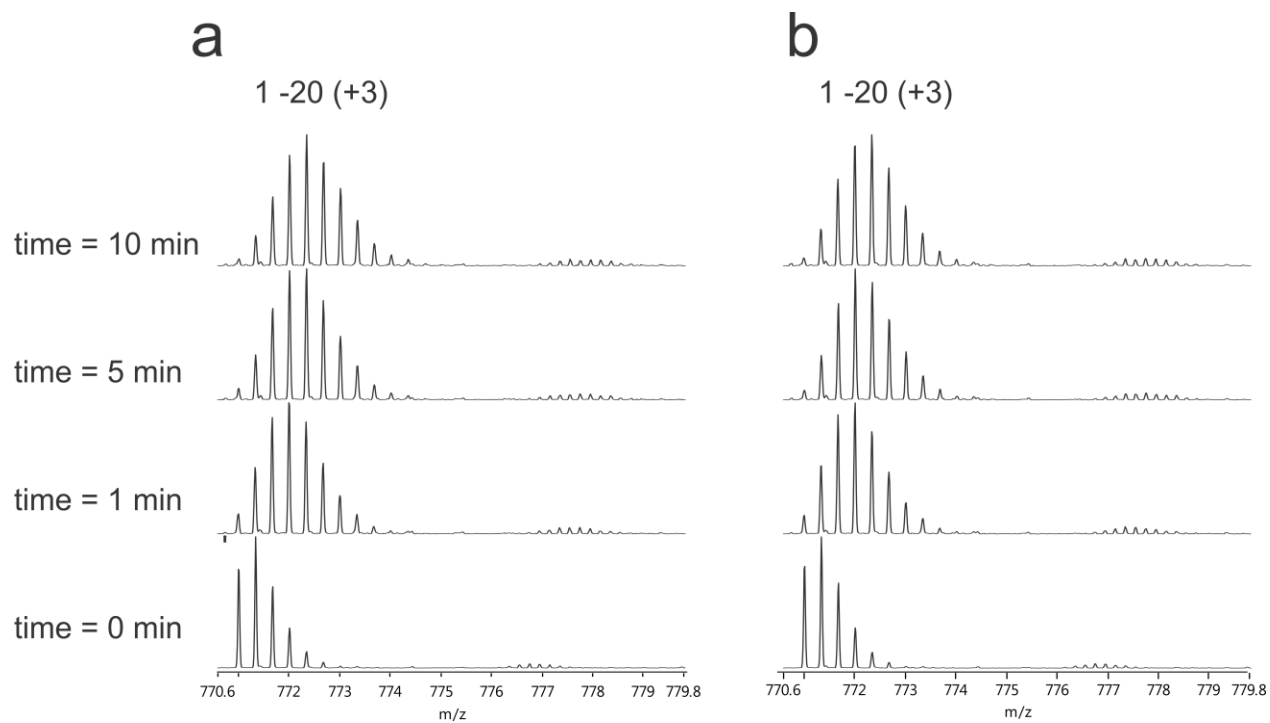 a
b
1 -20 (+3)
1 -20 (+3)
time = 10 min
time = 5 min
time = 1 min
time = 0 min
770.6 772 773 774 775 776 777 778 779 779.8
m/z
770.6 772 773 774 775 776 777 778 779 779.8
m/z